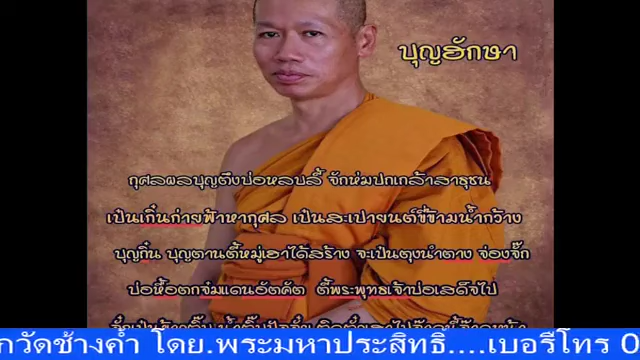 บุญฮักษา
กุศลผลบุญตึงบ่อหลบลี้ จักห่มปกเกล้าสาธุชน
เป๋นเกิ๋นก่ายฟ้าหากุศล เป๋นสะเปายนต์ขี่ข้ามน้ำกว้าง
บุญกิ๋น บุญตานตี้หมู่เฮาได้สร้าง จะเป๋นตุงนำตาง จ่องจั๊ก
บ่อหื้อตกจ๋มแดนอัตคัต ตี้พระพุทธเจ้าบ่อเสด็จไป
กวัดช้างค้ำ โดย.พระมหาประสิทธิ์....เบอรืโทร 0